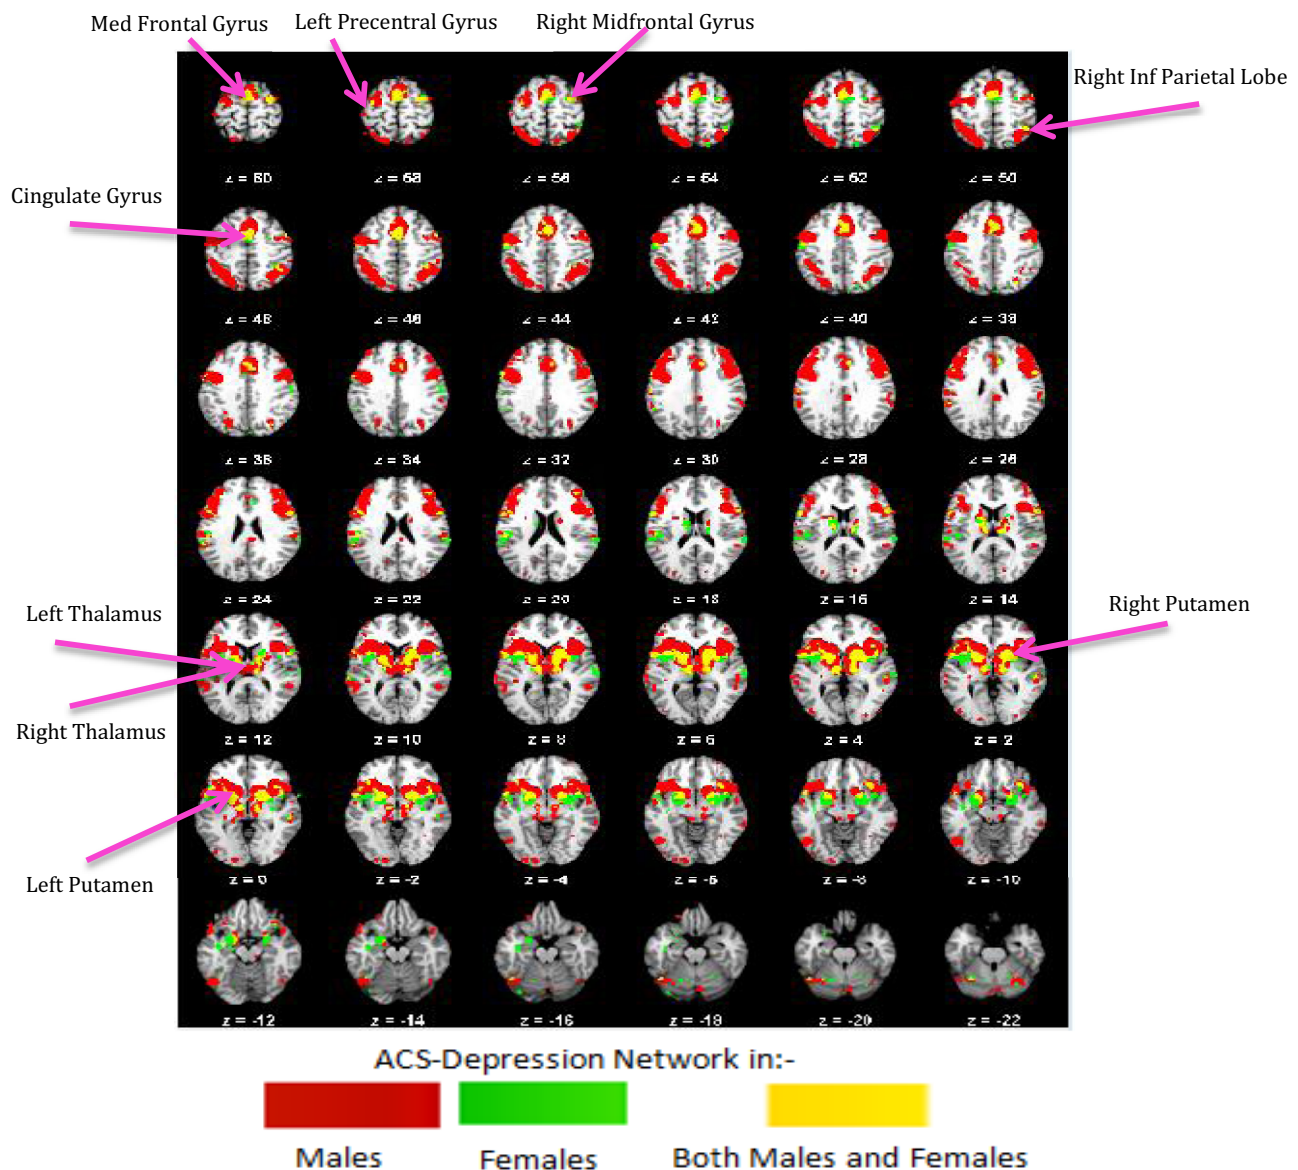 Med Frontal Gyrus
Left Precentral Gyrus
Right Midfrontal Gyrus
Right Inf Parietal Lobe
z = 60 z = 58 z = 56 z = 54 z = 52 z = 50
Cingulate Gyrus
z = 48 z = 46 z = 44 z = 42 z = 40 z = 38
z = 36 z = 34 z = 32 z = 30 z = 28 z = 26
z = 24 z = 22 z = 20 z = 18 z = 16 z = 14
Left Thalamus
Right Putamen
Right Thalamus
z = 12 z = 10 z = 8 z = 6 z = 4 z = 2
Left Putamen
z = 0 z = -2 z = -4 z = -6 z = -8 z = -10
z = -12 z = -14 z = -16 z = -18 z = -20 z = -22
ACS-Depression Network in:-
Males Females Both Males and Females